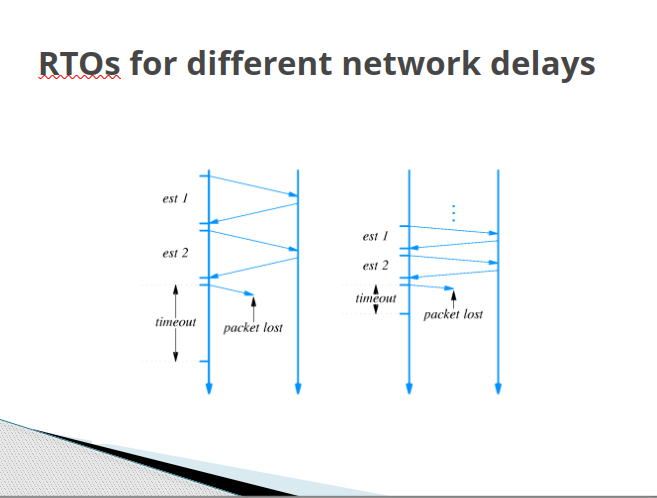 RTOs for different network delays
est 1
est 2
timeout
packet lost
est 1
est 2
timeout
packet lost